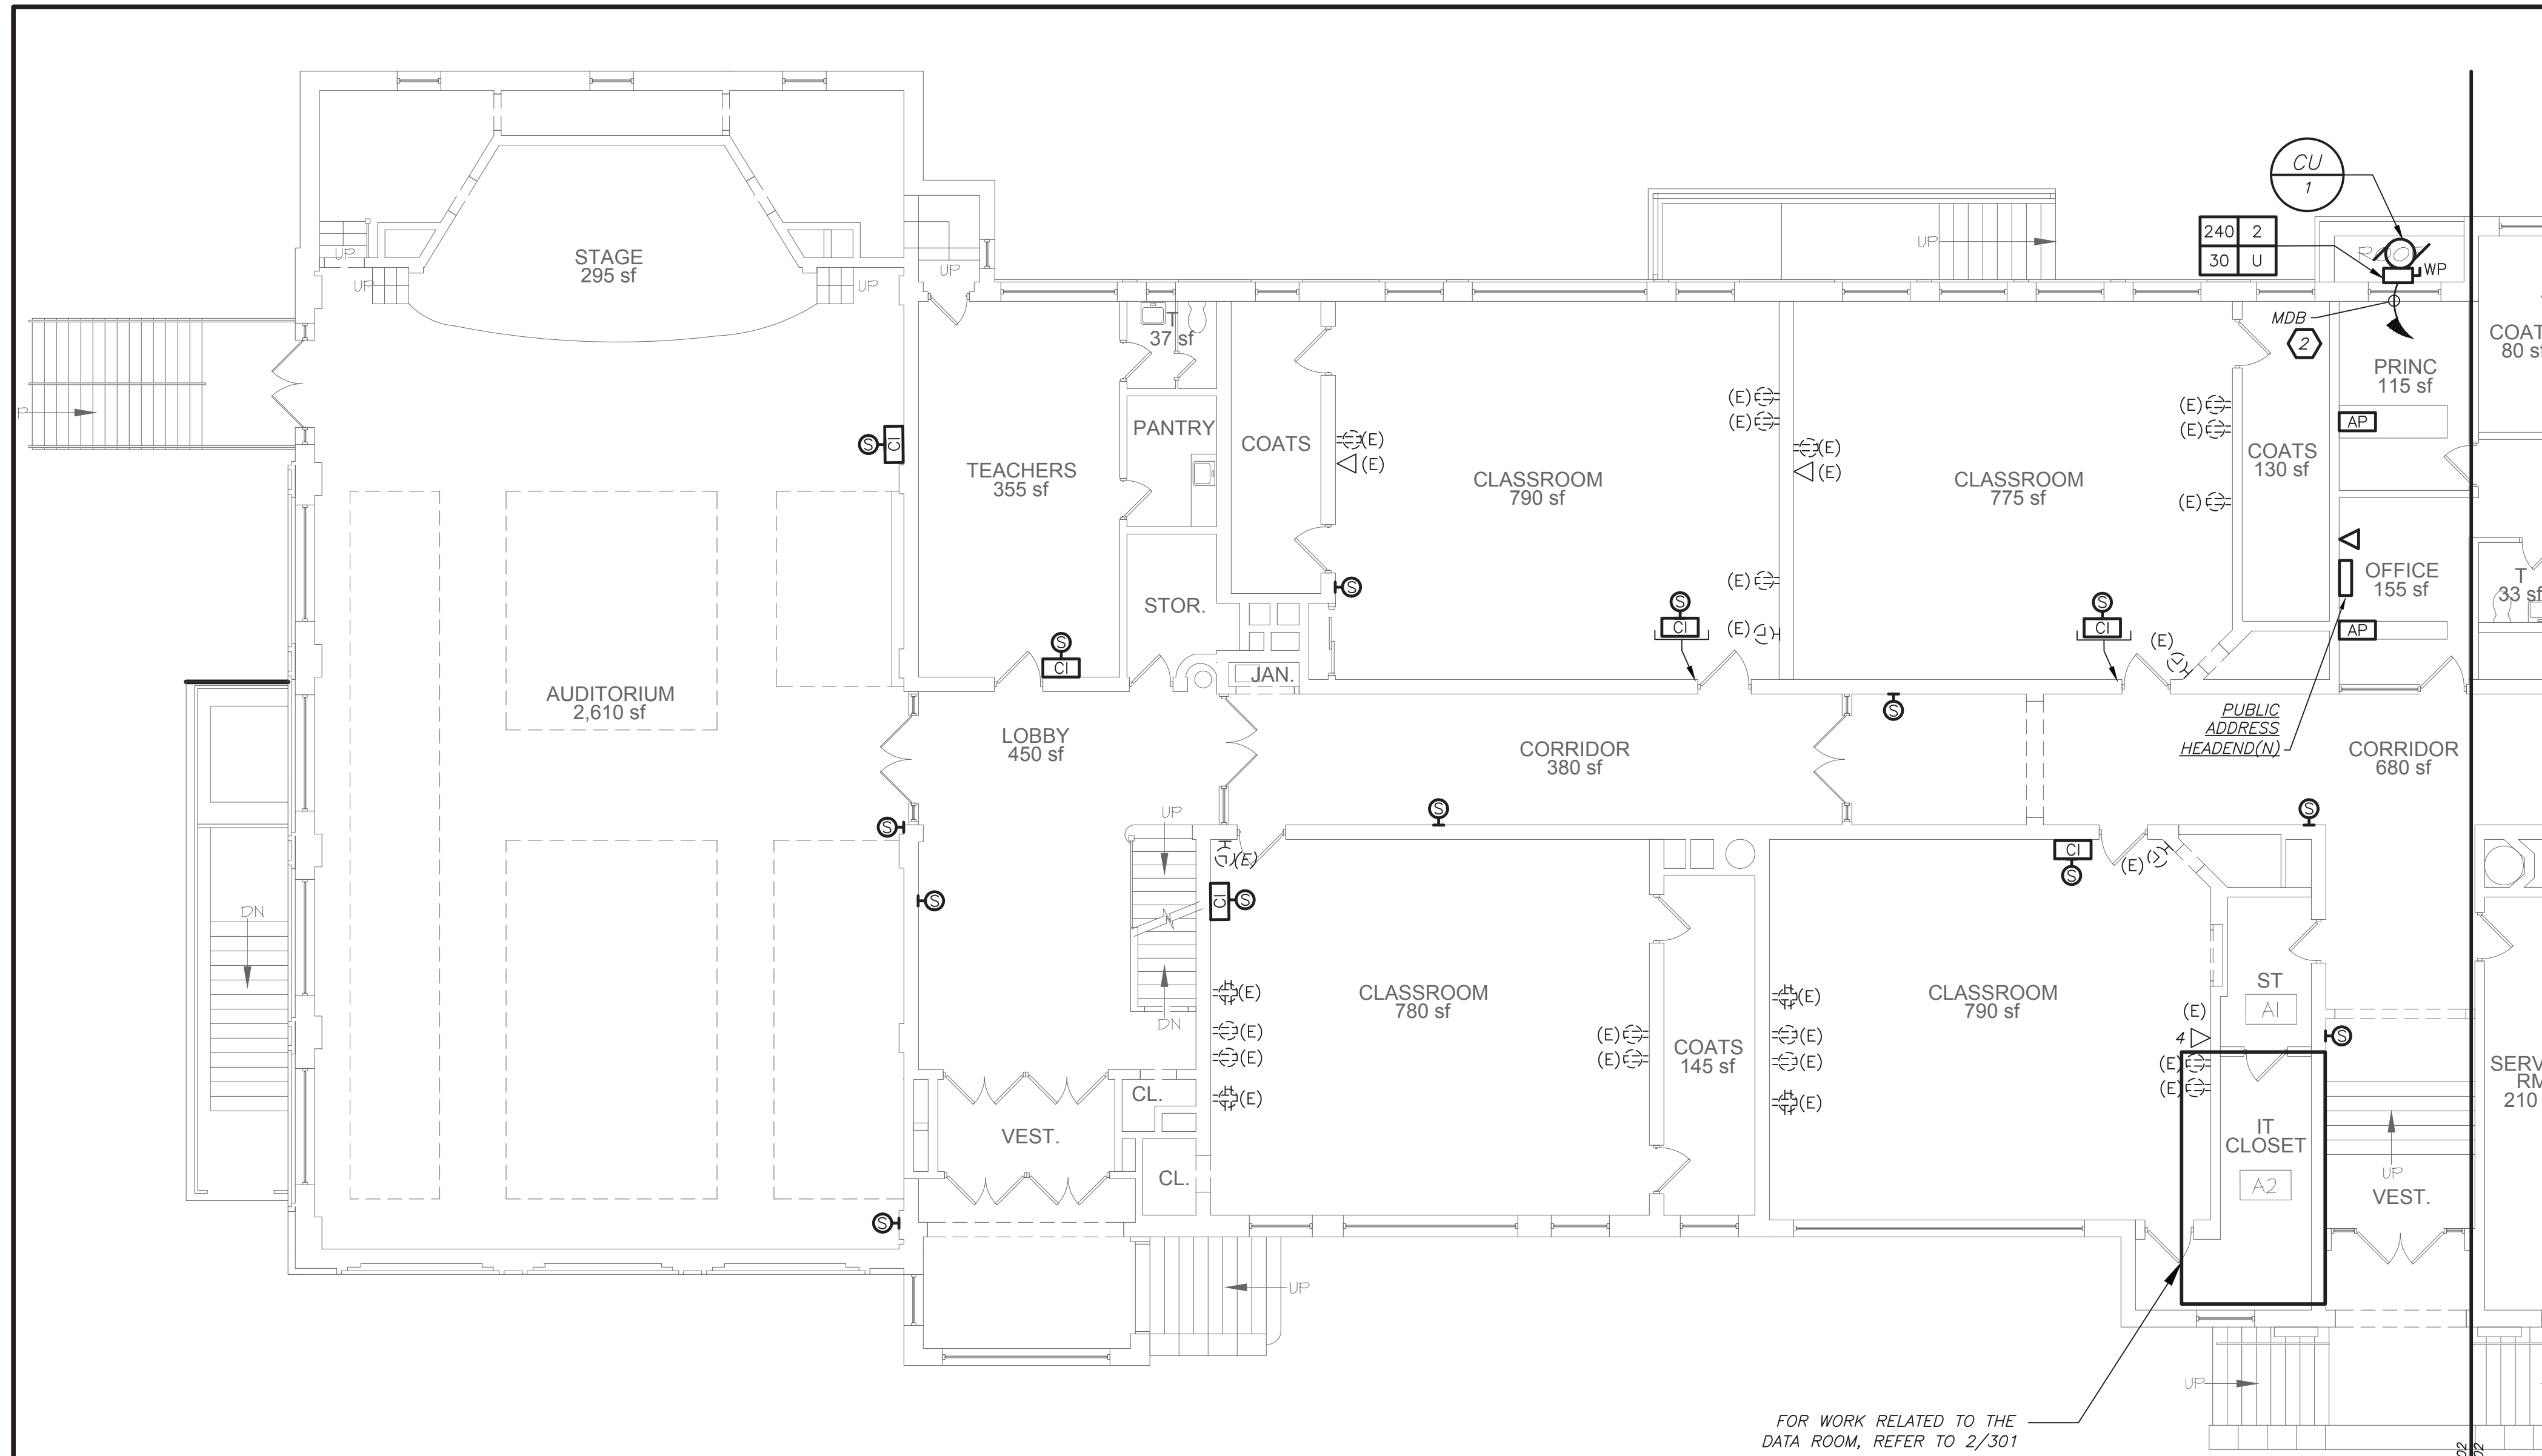 CU
1
240 2
30 U
ROOF
WP
MDB
2
UP
STAGE
295 sf
UP
UP
UP
UP
UP
T
37 sf
COAT
80 sf
PRINC
115 sf
AP
(E)
(E)
(E)
(E)
PANTRY
COATS
(E)
(E)
(E)
(E)
COATS
130 sf
S CI
TEACHERS
355 sf
CLASSROOM
790 sf
CLASSROOM
775 sf
(E)
OFFICE
155 sf
T
33 sf
S
(E)
STOR.
S
CI
S
CI
AP
(E)
(E)
S
CI
JAN.
AUDITORIUM
2,610 sf
S
PUBLIC
ADDRESS
HEADEND(N)
LOBBY
450 sf
CORRIDOR
380 sf
CORRIDOR
680 sf
UP
S
S
S
(E)
CI
S
(E)
S
CI S
DN
CLASSROOM
780 sf
CLASSROOM
790 sf
ST
A1
(E)
(E)
(E)
(E)
(E)
(E)
(E)
(E)
(E)
(E)
(E)
4
(E)
(E)
S
DN
COATS
145 sf
SERV
RM
210
CL.
VEST.
CL.
IT
CLOSET
A2
UP
VEST.
S
UP
UP
FOR WORK RELATED TO THE
DATA ROOM, REFER TO 2/301
02
02